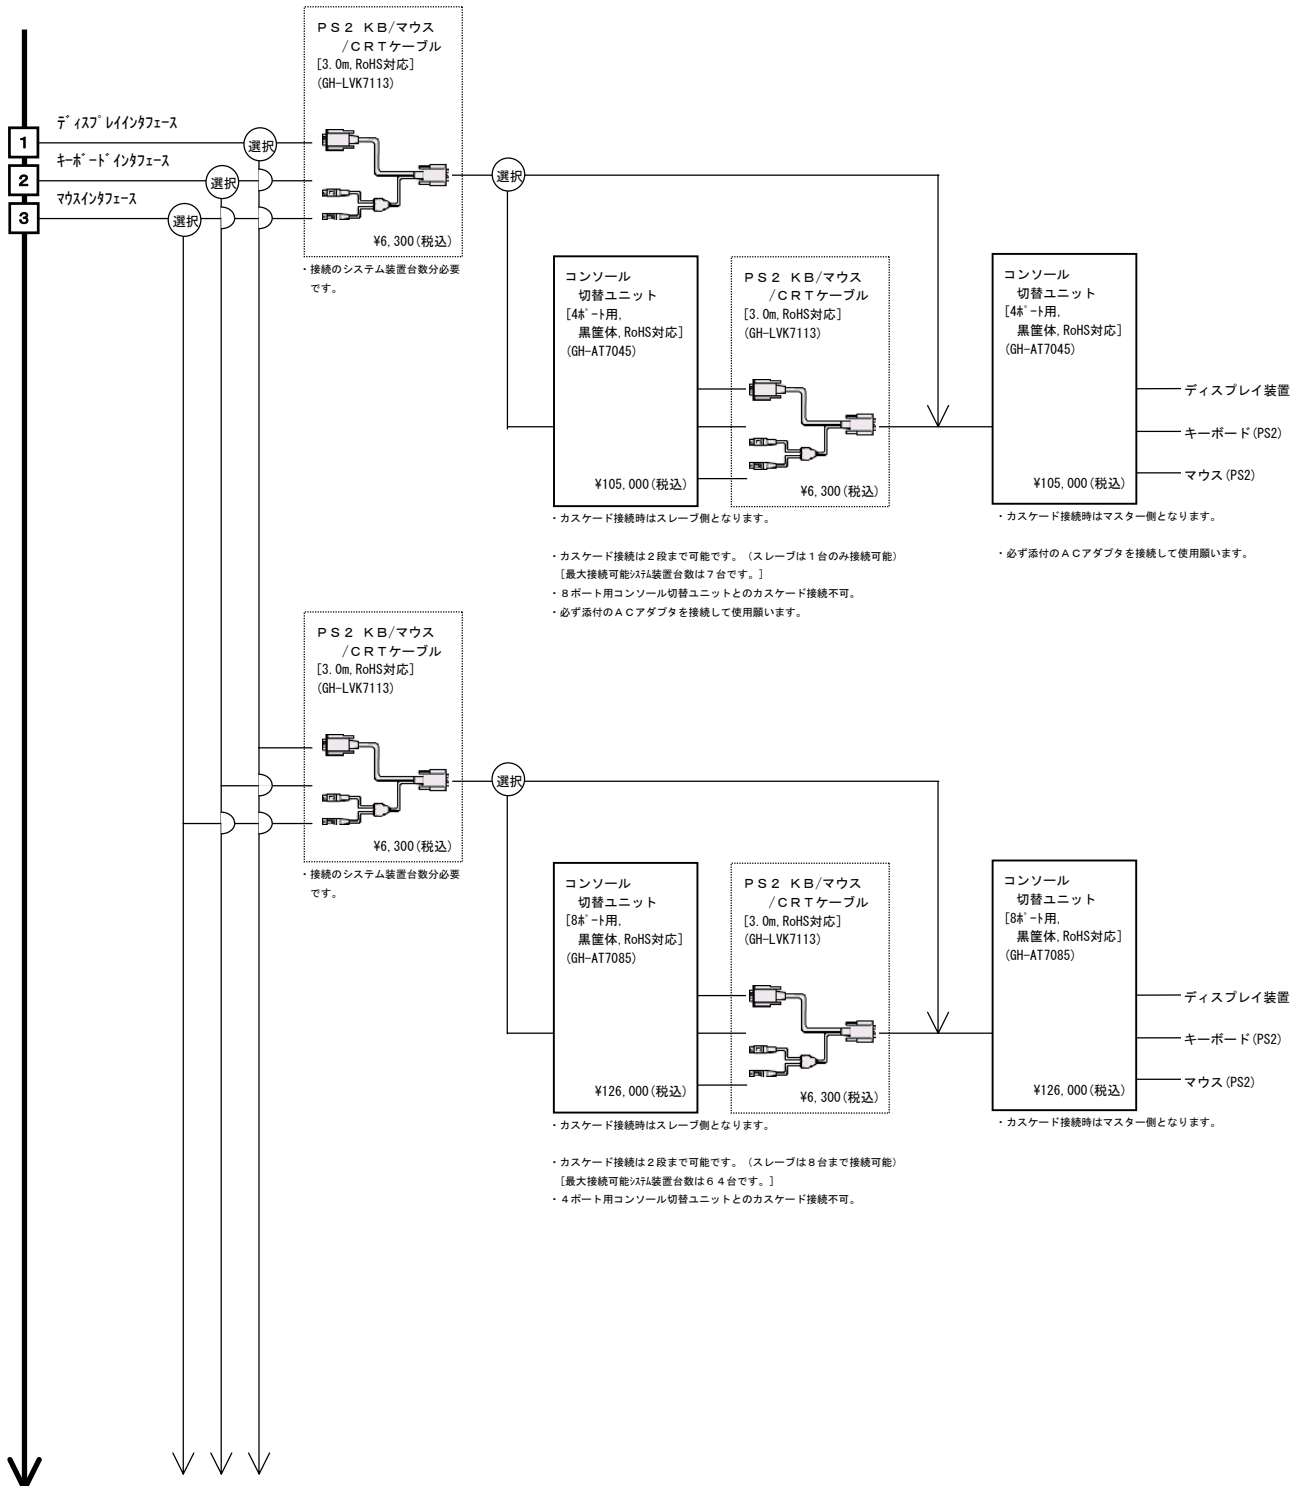 PS2 KB/マウス
/CRTケーブル
[3.0m,RoHS対応]
(GH-LVK7113)
ﾃﾞｨｽﾌﾟﾚｲｲﾝﾀﾌｪｰｽ
1
選択
ｷｰﾎﾞｰﾄﾞｲﾝﾀﾌｪｰｽ
2
選択
選択
ﾏｳｽｲﾝﾀﾌｪｰｽ
3
選択
¥6,300(税込)
・接続のシステム装置台数分必要
です。
コンソール
切替ユニット
[4ﾎﾟｰﾄ用,
黒筐体,RoHS対応]
(GH-AT7045)
¥105,000(税込)
PS2 KB/マウス
/CRTケーブル
[3.0m,RoHS対応]
(GH-LVK7113)
¥6,300(税込)
コンソール
切替ユニット
[4ﾎﾟｰﾄ用,
黒筐体,RoHS対応]
(GH-AT7045)
¥105,000(税込)
ディスプレイ装置
キーボード(PS2)
マウス(PS2)
・カスケード接続時はスレーブ側となります。
・カスケード接続は2段まで可能です。(スレーブは1台のみ接続可能)
[最大接続可能ｼｽﾃﾑ装置台数は7台です。]
・8ポート用コンソール切替ユニットとのカスケード接続不可。
・必ず添付のACアダプタを接続して使用願います。
・カスケード接続時はマスター側となります。
・必ず添付のACアダプタを接続して使用願います。
PS2 KB/マウス
/CRTケーブル
[3.0m,RoHS対応]
(GH-LVK7113)
選択
¥6,300(税込)
・接続のシステム装置台数分必要
です。
コンソール
切替ユニット
[8ﾎﾟｰﾄ用,
黒筐体,RoHS対応]
(GH-AT7085)
¥126,000(税込)
PS2 KB/マウス
/CRTケーブル
[3.0m,RoHS対応]
(GH-LVK7113)
¥6,300(税込)
コンソール
切替ユニット
[8ﾎﾟｰﾄ用,
黒筐体,RoHS対応]
(GH-AT7085)
¥126,000(税込)
ディスプレイ装置
キーボード(PS2)
マウス(PS2)
・カスケード接続時はスレーブ側となります。
・カスケード接続は2段まで可能です。(スレーブは8台まで接続可能)
[最大接続可能ｼｽﾃﾑ装置台数は64台です。]
・4ポート用コンソール切替ユニットとのカスケード接続不可。
・カスケード接続時はマスター側となります。